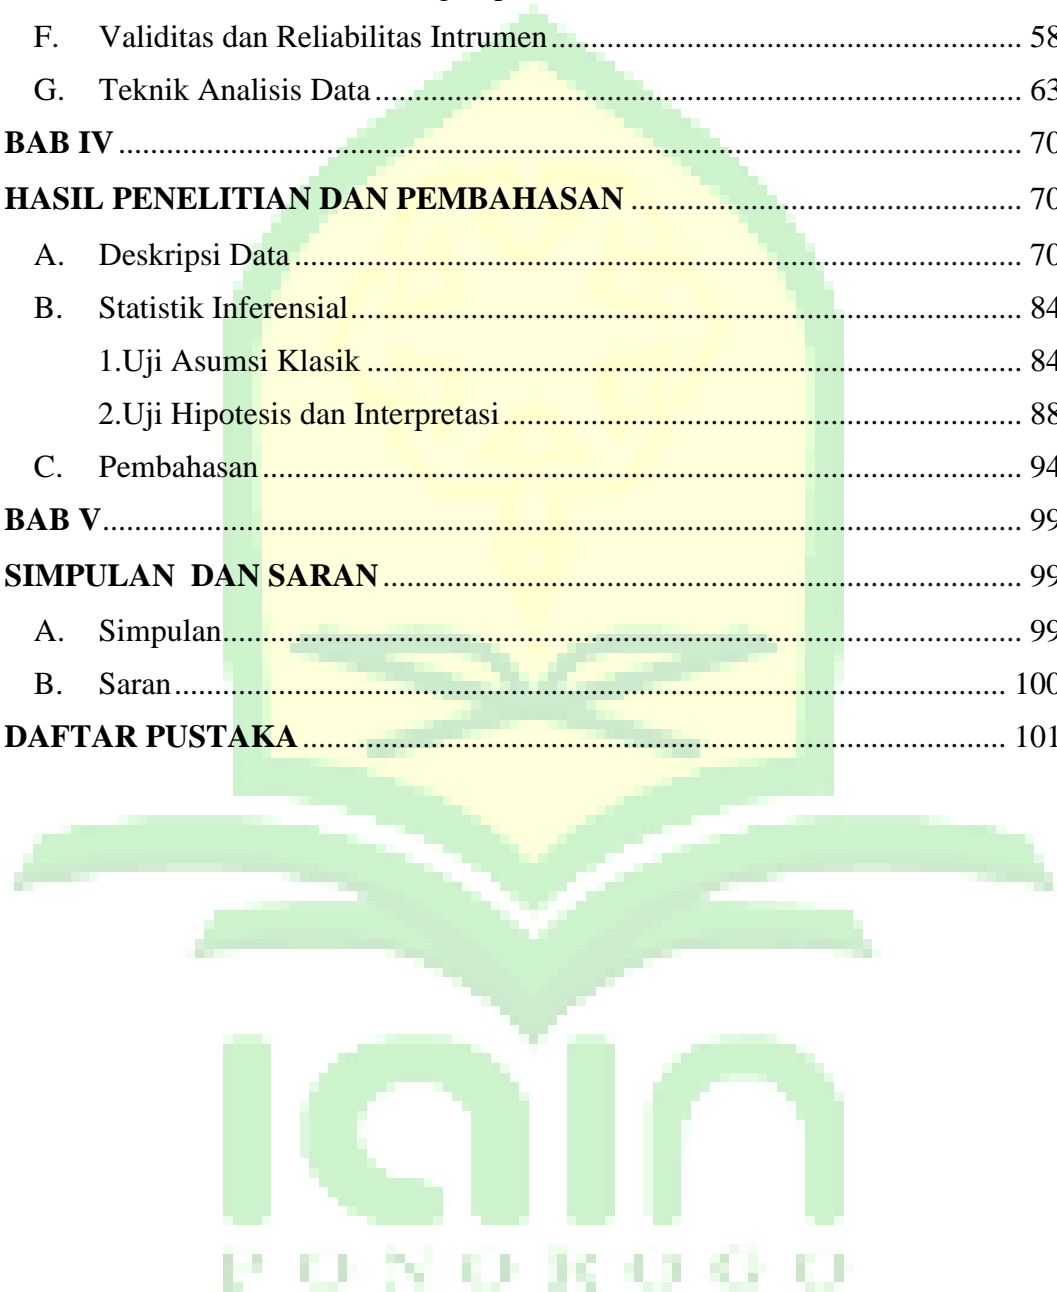 F. Validitas dan Reliabilitas Intrumen ........................................................... 58
G. Teknik Analisis Data ................................................................................. 63
BAB IV ................................................................................................................. 70
HASIL PENELITIAN DAN PEMBAHASAN ................................................. 70
A. Deskripsi Data ........................................................................................... 70
B. Statistik Inferensial .................................................................................... 84
1.Uji Asumsi Klasik .................................................................................. 84
2.Uji Hipotesis dan Interpretasi ................................................................. 88
C. Pembahasan ............................................................................................... 94
BAB V ................................................................................................................... 99
SIMPULAN DAN SARAN ................................................................................ 99
A. Simpulan .................................................................................................... 99
B. Saran ........................................................................................................ 100
DAFTAR PUSTAKA ........................................................................................ 101
iain
PONOROGO